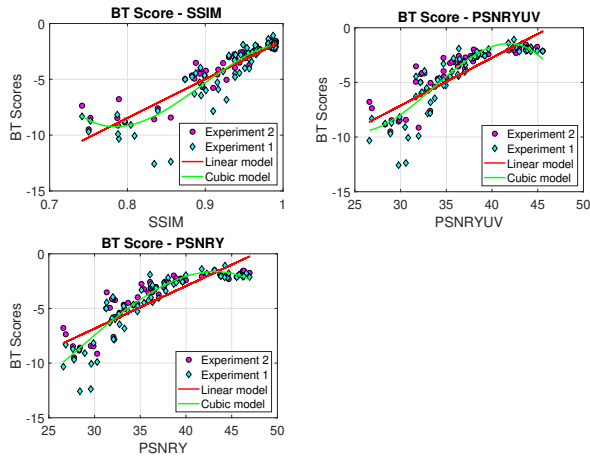 BT Score - SSIM
0
-5
-10
-15
BT Scores
0.6
0.7
0.8
0.9
1
SSIM
Experiment 2
Experiment 1
Linear model
Cubic model
BT Score - PSNRYUV
0
-5
-10
-15
BT Scores
25
30
35
40
45
50
PSNRYUV
Experiment 2
Experiment 1
Linear model
Cubic model
BT Score - PSNRY
0
-5
-10
-15
BT Scores
25
30
35
40
45
50
PSNRY
Experiment 2
Experiment 1
Linear model
Cubic model